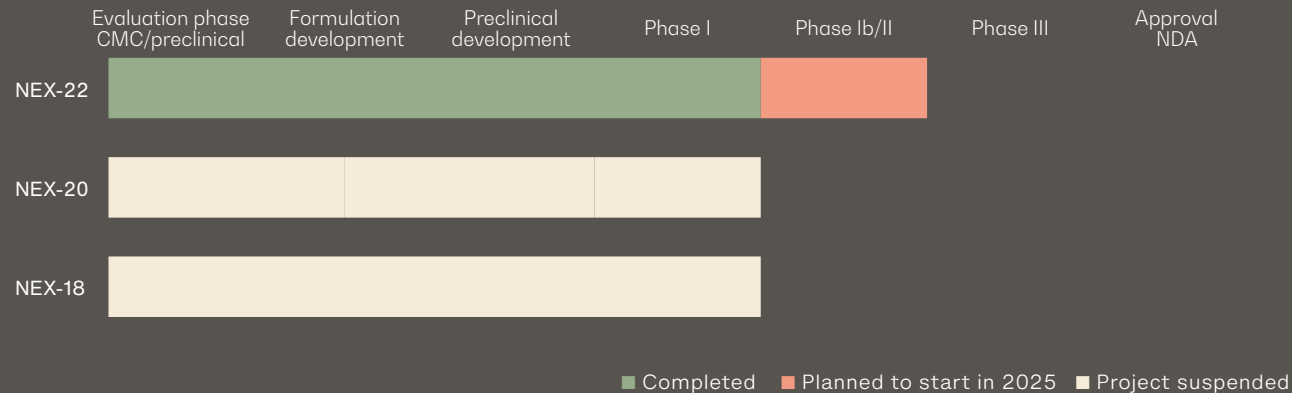 Evaluation phase
CMC/preclinical
Formulation
development
Preclinical
development
Phase I
Phase Ib/II
Phase III
Approval
NDA
NEX-22
NEX-20
NEX-18
Completed
Planned to start in 2025
Project suspended